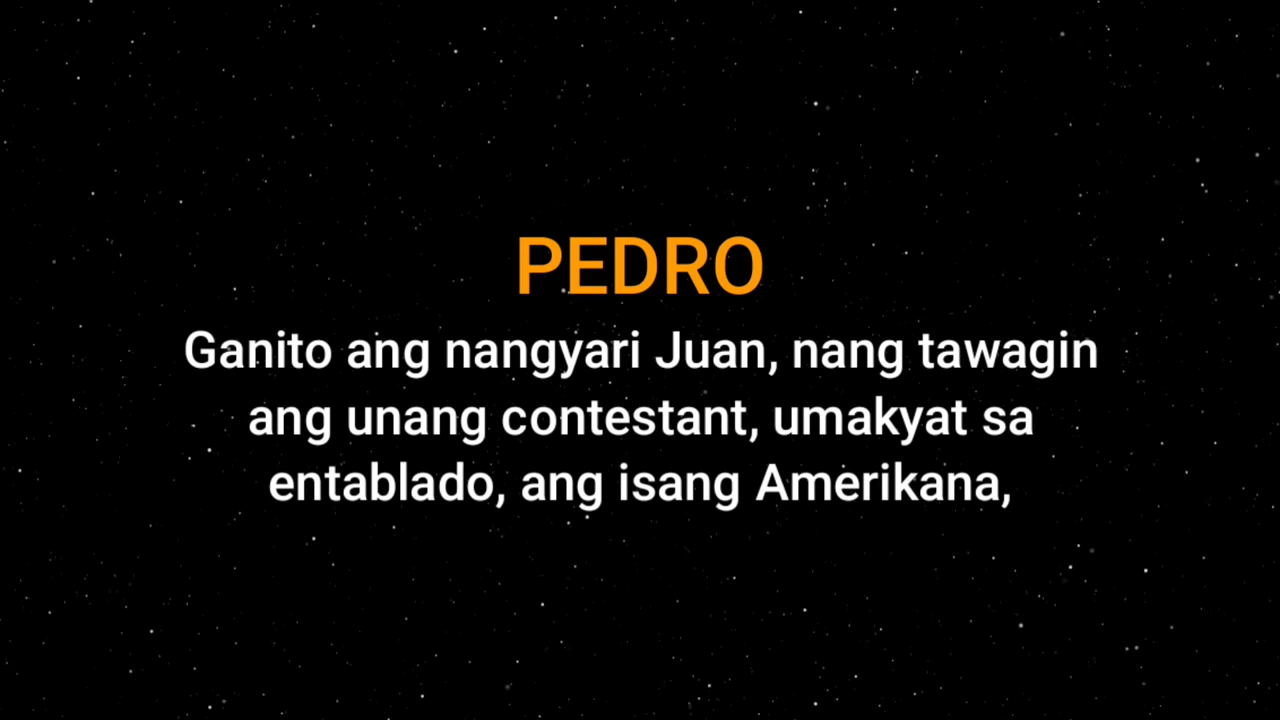 PEDRO
Ganito ang nangyari Juan, nang tawagin
ang unang contestant, umakyat sa
entablado, ang isang Amerikana,